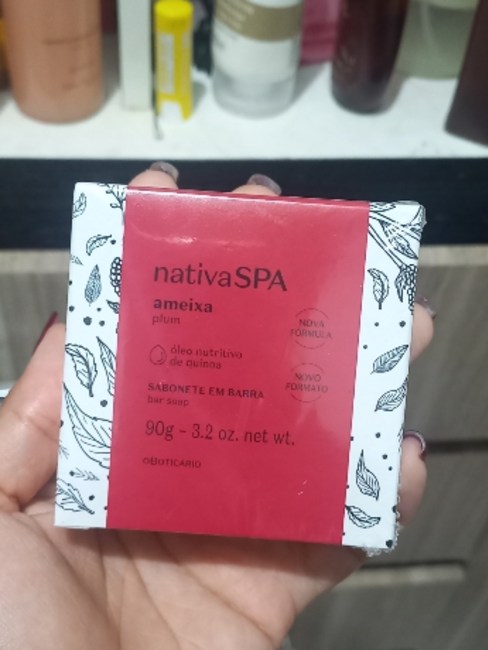 nativaSPA
ameixa
plum
NOVA
FÓRMULA
óleo nutritivo
de quinoa
NOVO
FORMATO
SABONETE EM BARRA
bar soap
90g - 3.2 oz. net wt.
oBOTICÁRIO